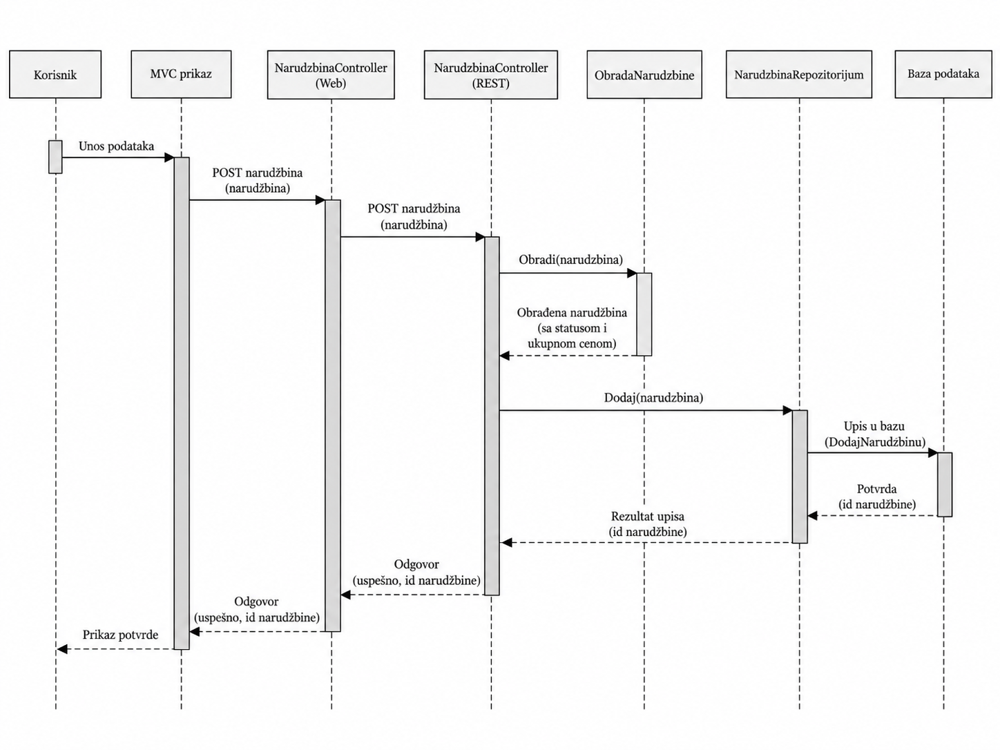 Korisnik
MVC prikaz
NarudzbinaController
(Web)
NarudzbinaController
(REST)
ObradaNarudzbine
NarudzbinaRepozitorijum
Baza podataka
Unos podataka
POST narudžbina
(narudžbina)
POST narudžbina
(narudžbina)
Obradi(narudzbina)
Obrađena narudžbina
(sa statusom i
ukupnom cenom)
Dodaj(narudzbina)
Upis u bazu
(DodajNarudžbinu)
Potvrda
(id narudžbine)
Rezultat upisa
(id narudžbine)
Odgovor
(uspešno, id narudžbine)
Odgovor
(uspešno, id narudžbine)
Prikaz potvrde